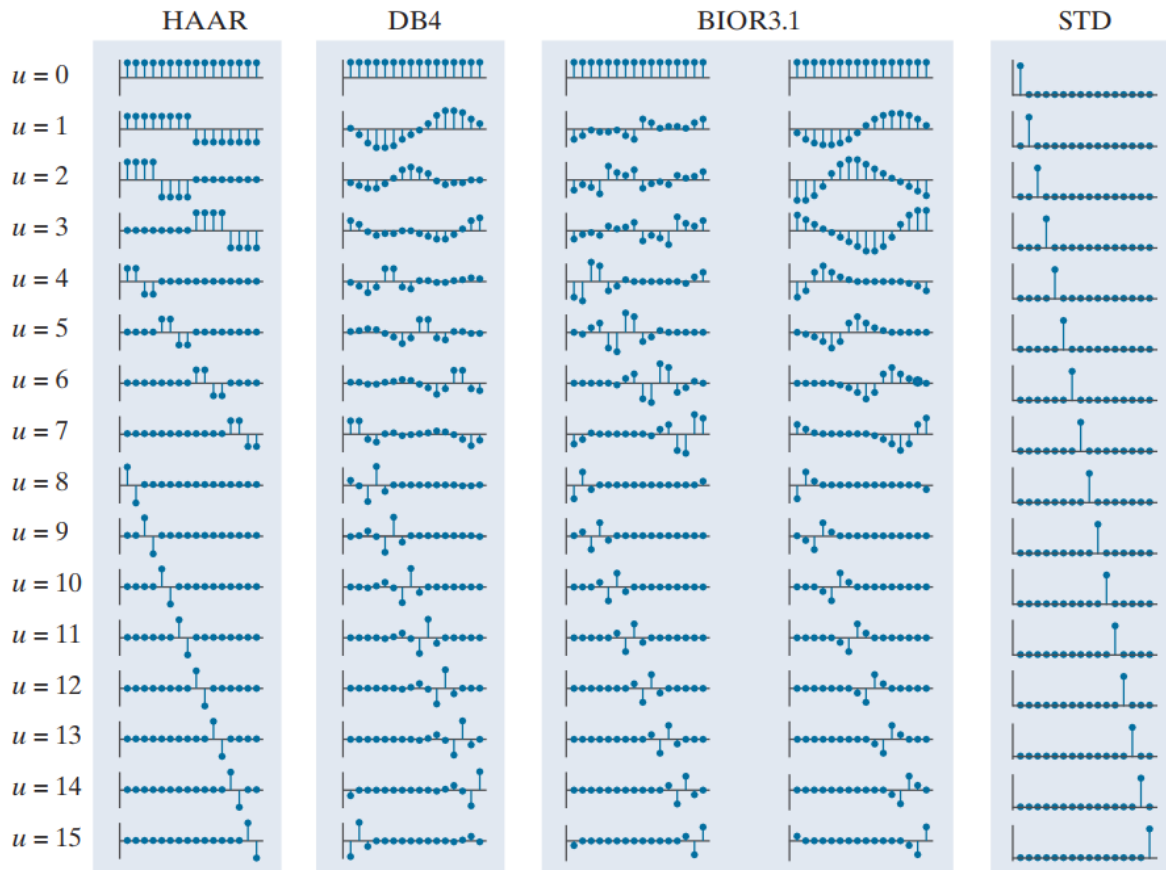 HAAR DB4 BIOR3.1 STD
u = 0
u = 1
u = 2
u = 3
u = 4
u = 5
u = 6
u = 7
u = 8
u = 9
u = 10
u = 11
u = 12
u = 13
u = 14
u = 15